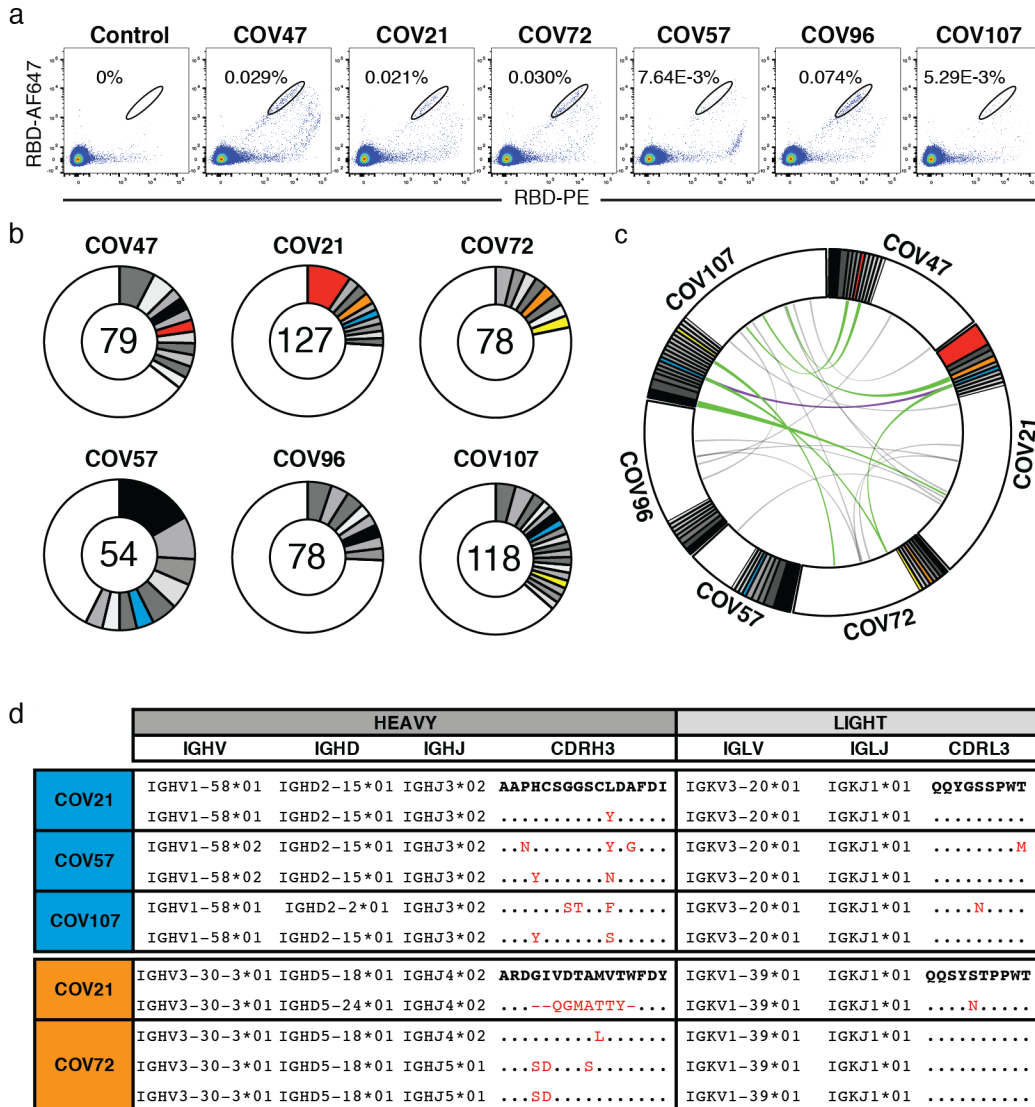 a
Control COV47 COV21 COV72 COV57 COV96 COV107
0% 0.029% 0.021% 0.030% 7.64E-3% 0.074% 5.29E-3%
RBD-AF647
RBD-PE
b
COV47 COV21 COV72
79 127 78
COV57 COV96 COV107
54 78 118
c
COV47
COV21
COV72
COV57
COV96
COV107
d
HEAVY LIGHT
IGHV IGHD IGHJ CDRH3 IGLV IGLJ CDRL3
COV21
IGHV1-58*01 IGHD2-15*01 IGHJ3*02 AAPHCSGGSCLDAFDI IGKV3-20*01 IGKJ1*01 QQYGSSPWT
IGHV1-58*01 IGHD2-15*01 IGHJ3*02 ..........Y..... IGKV3-20*01 IGKJ1*01 .........
COV57
IGHV1-58*02 IGHD2-15*01 IGHJ3*02 ..N.......Y.G... IGKV3-20*01 IGKJ1*01 ........M
IGHV1-58*02 IGHD2-15*01 IGHJ3*02 ...Y......N..... IGKV3-20*01 IGKJ1*01 .........
COV107
IGHV1-58*01 IGHD2-2*01 IGHJ3*02 ......ST..F..... IGKV3-20*01 IGKJ1*01 ....N....
IGHV1-58*01 IGHD2-15*01 IGHJ3*02 ...Y......S..... IGKV3-20*01 IGKJ1*01 .........
COV21
IGHV3-30-3*01 IGHD5-18*01 IGHJ4*02 ARDGIVDTAMVTWFDY IGKV1-39*01 IGKJ1*01 QQSYSTPPWT
IGHV3-30-3*01 IGHD5-24*01 IGHJ4*02 ...--QGMATTY-... IGKV1-39*01 IGKJ1*01 ....N.....
COV72
IGHV3-30-3*01 IGHD5-18*01 IGHJ4*02 .........L...... IGKV1-39*01 IGKJ1*01 ..........
IGHV3-30-3*01 IGHD5-18*01 IGHJ5*01 ...SD...S....... IGKV1-39*01 IGKJ1*01 ..........
IGHV3-30-3*01 IGHD5-18*01 IGHJ5*01 ...SD........... IGKV1-39*01 IGKJ1*01 ..........